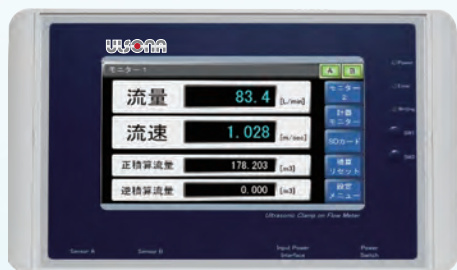 ULSONA
モニター1
A B
流量 83.4 [L/min]
流速 1.028 [m/sec]
正積算流量 178.203 [m3]
逆積算流量 0.000 [m3]
モニター
2
計器
モニター
SDカード
積算
リセット
設定
メニュー
Power
Error
Ultrasonic Clamp on Flow Meter
Sensor A
Sensor B
Input Power
Interface
Power
Switch